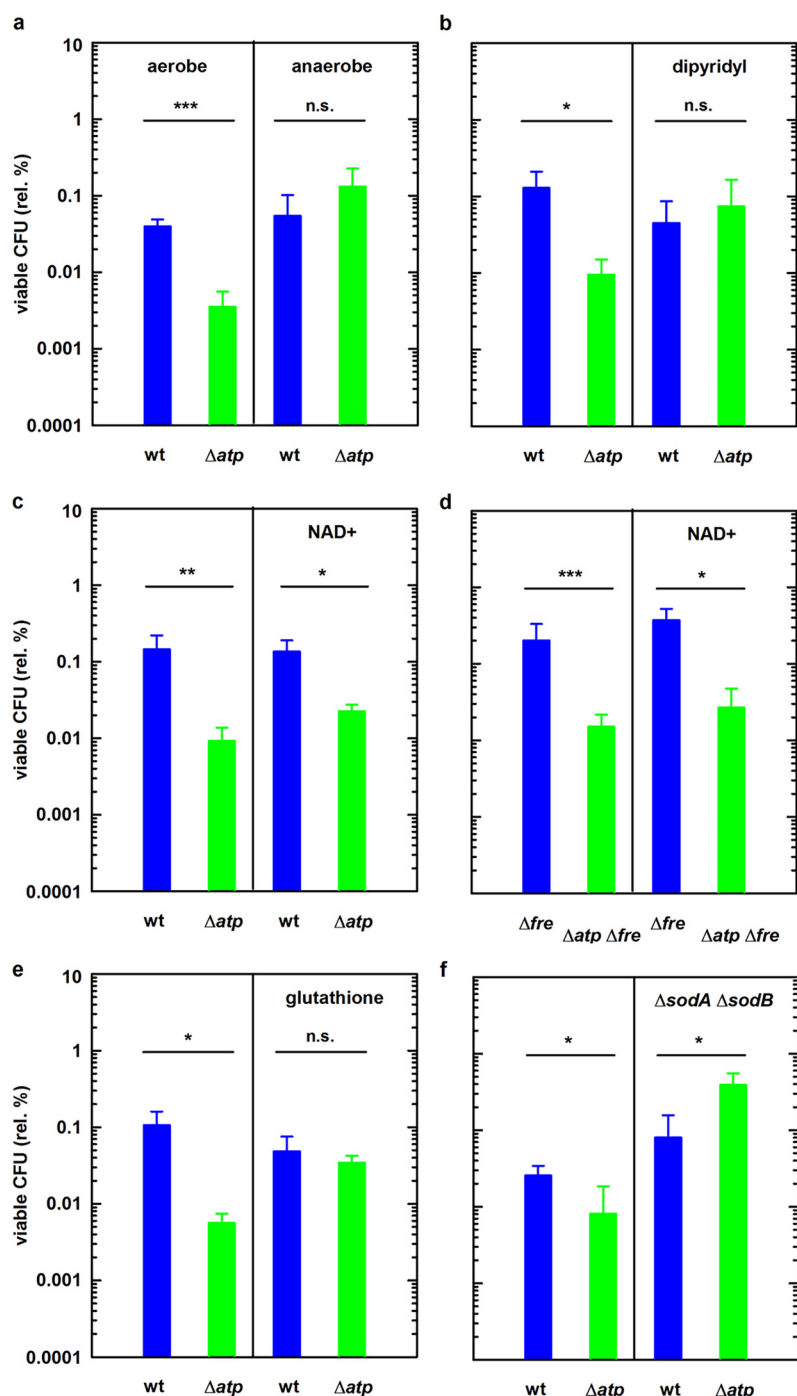 a
b
10
1
0.1
0.01
0.001
0.0001
viable CFU (rel. %)
aerobe
anaerobe
***
n.s.
wt
Δatp
wt
Δatp
dipyridyl
*
n.s.
wt
Δatp
wt
Δatp
c
d
10
1
0.1
0.01
0.001
0.0001
viable CFU (rel. %)
NAD+
**
*
wt
Δatp
wt
Δatp
NAD+
***
*
Δfre
Δatp Δfre
Δfre
Δatp Δfre
e
f
10
1
0.1
0.01
0.001
0.0001
viable CFU (rel. %)
glutathione
*
n.s.
wt
Δatp
wt
Δatp
ΔsodA ΔsodB
*
*
wt
Δatp
wt
Δatp